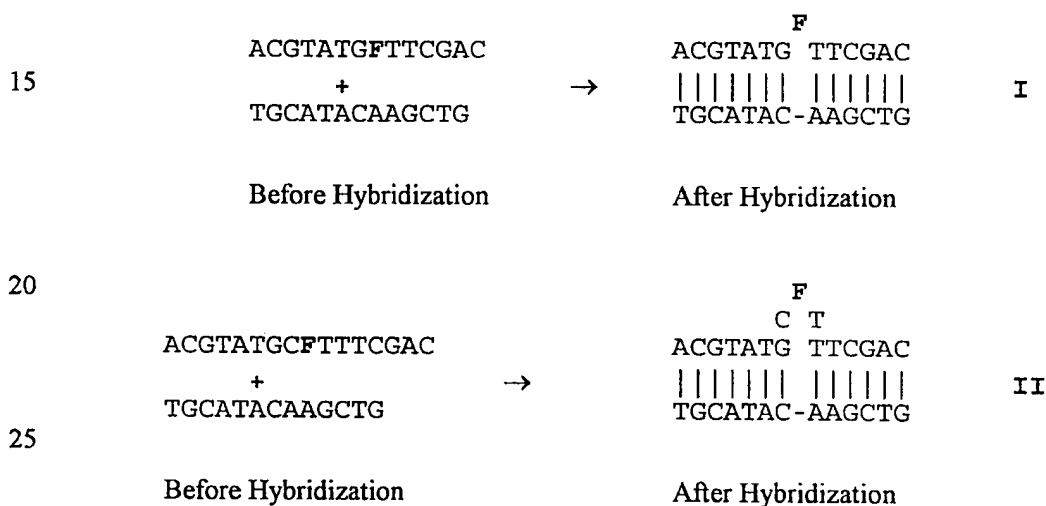 F
ACGTATGFTTCGAC ACGTATG TTCGAC
15 + → ||||||| |||||| I
TGCATACAAGCTG TGCATAC-AAGCTG
Before Hybridization After Hybridization
20 F
C T
ACGTATGCFTTTCGAC ACGTATG TTCGAC
+ → ||||||| |||||| II
TGCATACAAGCTG TGCATAC-AAGCTG
25
Before Hybridization After Hybridization